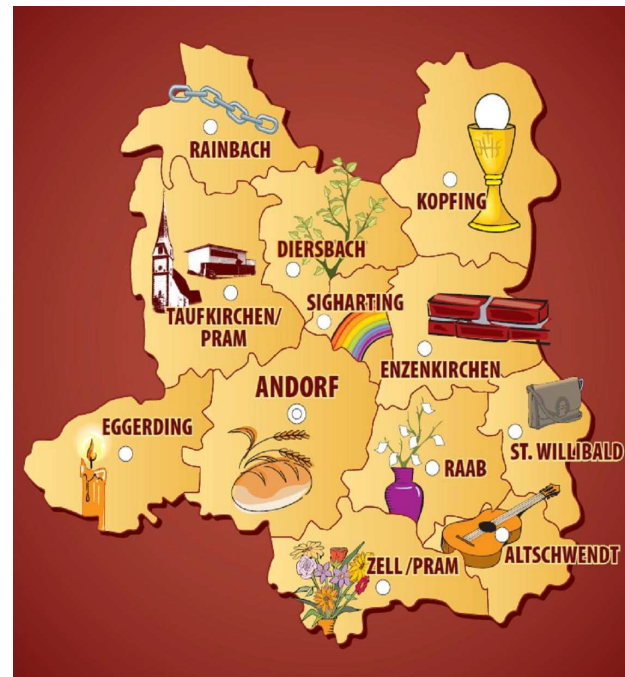 RAINBACH
KOPFING
DIERSBACH
SIGHARTING
TAUFKIRCHEN/
PRAM
ENZENKIRCHEN
ANDORF
EGGERDING
ST. WILLIBALD
RAAB
ALTSCHWENDT
ZELL /PRAM